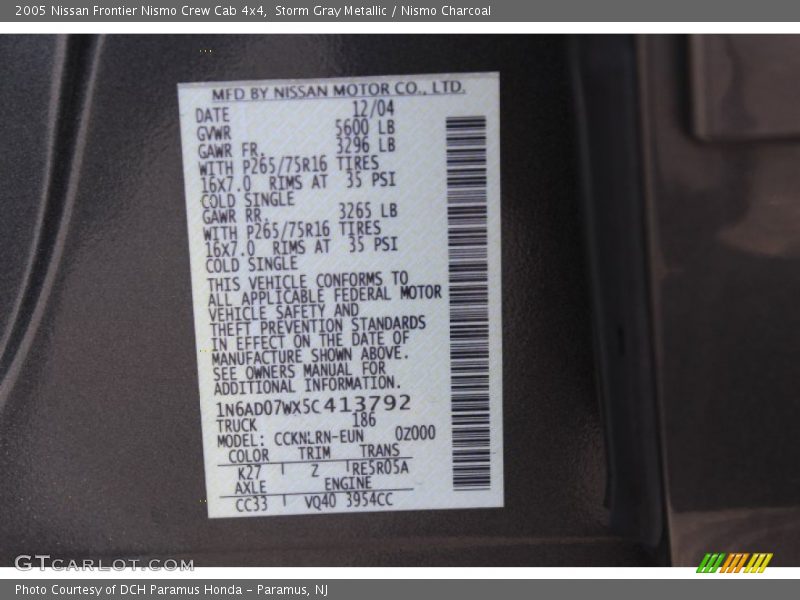 2005 Nissan Frontier Nismo Crew Cab 4x4, Storm Gray Metallic / Nismo Charcoal
MFD BY NISSAN MOTOR CO., LTD.
DATE 12/04
GVWR 5600 LB
GAWR FR. 3296 LB
WITH P265/75R16 TIRES
16X7.0 RIMS AT 35 PSI
COLD SINGLE
GAWR RR. 3265 LB
WITH P265/75R16 TIRES
16X7.0 RIMS AT 35 PSI
COLD SINGLE
THIS VEHICLE CONFORMS TO
ALL APPLICABLE FEDERAL MOTOR
VEHICLE SAFETY AND
THEFT PREVENTION STANDARDS
IN EFFECT ON THE DATE OF
MANUFACTURE SHOWN ABOVE.
SEE OWNERS MANUAL FOR
ADDITIONAL INFORMATION.
1N6AD07WX5C413792
TRUCK 186
MODEL: CCKNLRN-EUN 0Z000
COLOR TRIM TRANS
K27 Z RE5R05A
AXLE ENGINE
CC33 VQ40 3954CC
GTCARLOT.COM
Photo Courtesy of DCH Paramus Honda - Paramus, NJ